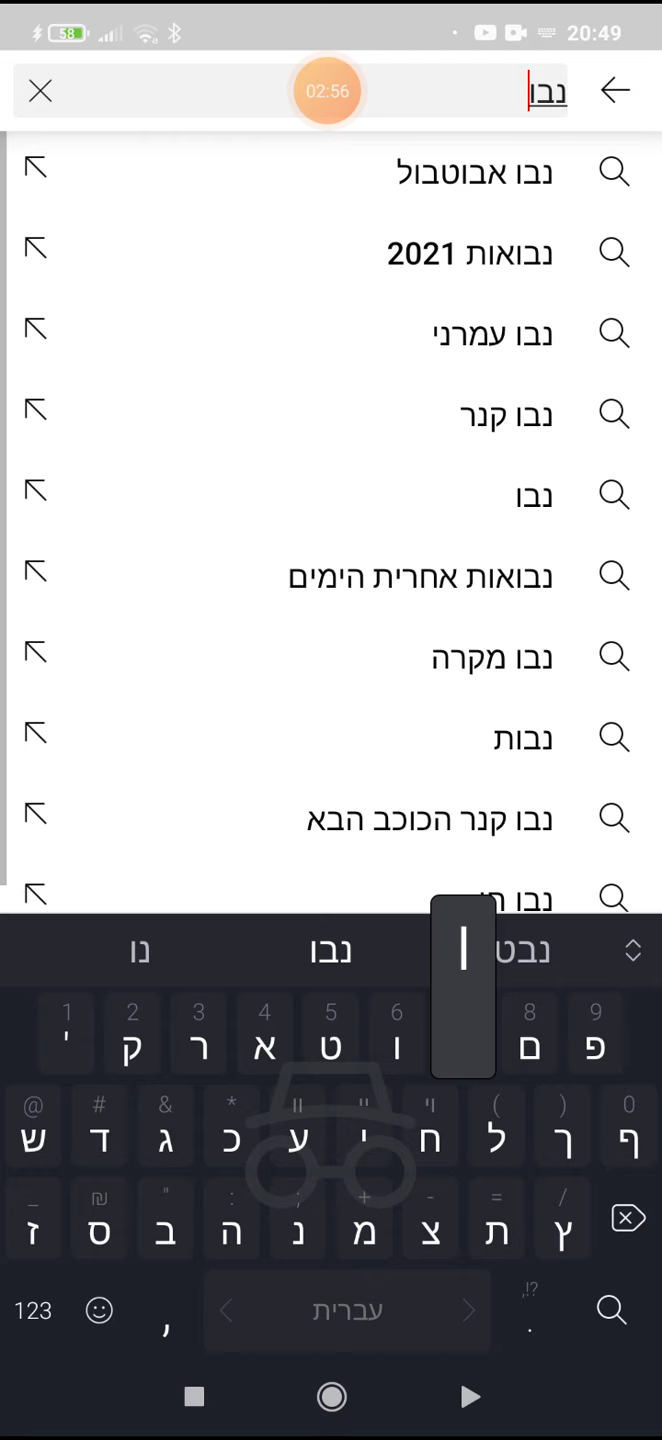 58
20:49
נבו
02:56
נבו אבוטבול
נבואות 2021
נבו עמרני
נבו קנר
נבו
נבואות אחרית הימים
נבו מקרה
נבות
נבו קנר הכוכב הבא
נבו
נבט נבו נו
1 2 3 4 5 6 8 9
' ק ר א ט ו ן ם פ
@ # & * װ ײ ױ ( ) 0
ש ד ג כ ע י ח ל ך ף
_ ₪ " : ; + - = /
ז ס ב ה נ מ צ ת ץ
123 , עברית . !?,